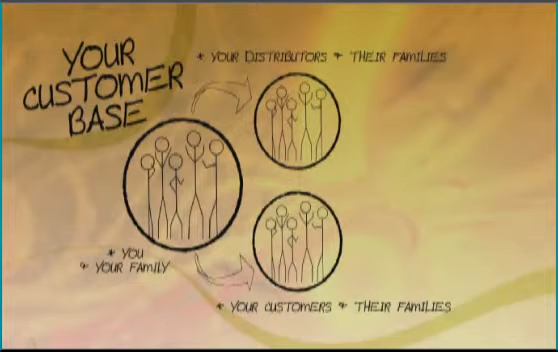 YOUR
CUSTOMER
BASE
* YOUR DISTRIBUTORS * THEIR FAMILIES
* YOU
* YOUR FAMILY
* YOUR CUSTOMERS * THEIR FAMILIES